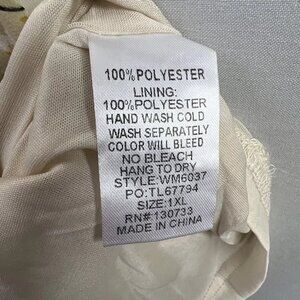 100% POLYESTER
LINING:
100% POLYESTER
HAND WASH COLD
WASH SEPARATELY
COLOR WILL BLEED
NO BLEACH
HANG TO DRY
STYLE:WM6037
PO:TL67794
SIZE:1XL
RN#:130733
MADE IN CHINA